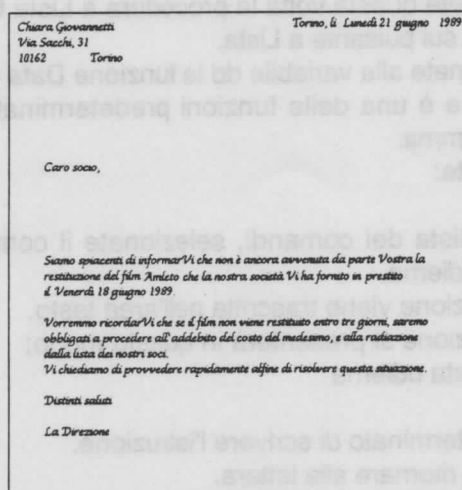 Chiara Giovannetti
Torino, li Lunedì 21 giugno 1989
Via Sacchi, 31
10162 Torino
Caro socio,
Siamo spiacenti di informarVi che non è ancora avvenuta da parte Vostra la
restituzione del film Amleto che la nostra società Vi ha fornito in prestito
il Venerdì 18 giugno 1989.
Vorremmo ricordarVi che se il film non viene restituito entro tre giorni, saremo
obbligati a procedere all'addebito del costo del medesimo, e alla radiazione
dalla lista dei nostri soci.
Vi chiediamo di provvedere rapidamente alfine di risolvere questa situazione.
Distinti saluti
La Direzione